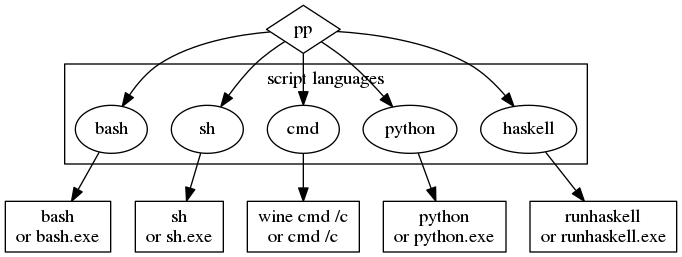 pp
script languages
bash
sh
cmd
python
haskell
bash
or bash.exe
sh
or sh.exe
wine cmd /c
or cmd /c
python
or python.exe
runhaskell
or runhaskell.exe